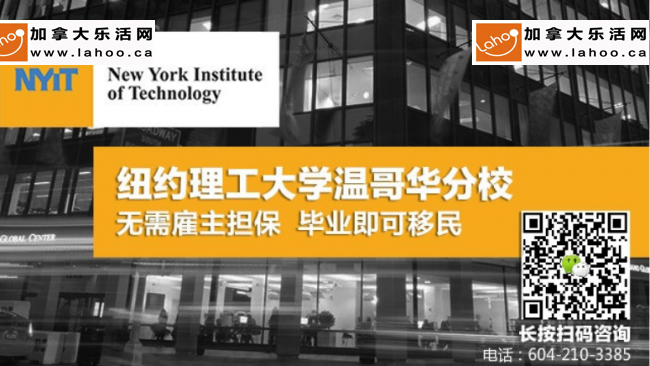 Lahoo 加拿大乐活网
www.lahoo.ca
Lahoo 加拿大乐活网
www.lahoo.ca
NYIT
New York Institute
of Technology
BROADWAY
纽约理工大学温哥华分校
无需雇主担保 毕业即可移民
GLOBAL CENTER
长按扫码咨询
电话：604-210-3385